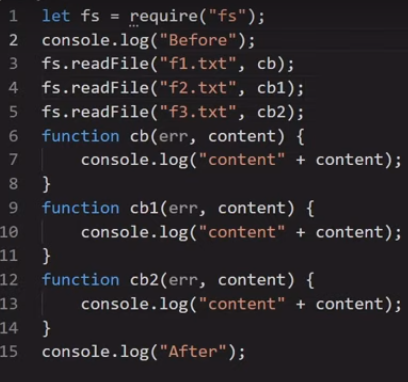 1 let fs = require("fs");
2 console.log("Before");
3 fs.readFile("f1.txt", cb);
4 fs.readFile("f2.txt", cb1);
5 fs.readFile("f3.txt", cb2);
6 function cb(err, content) {
7     console.log("content" + content);
8 }
9 function cb1(err, content) {
10     console.log("content" + content);
11 }
12 function cb2(err, content) {
13     console.log("content" + content);
14 }
15 console.log("After");